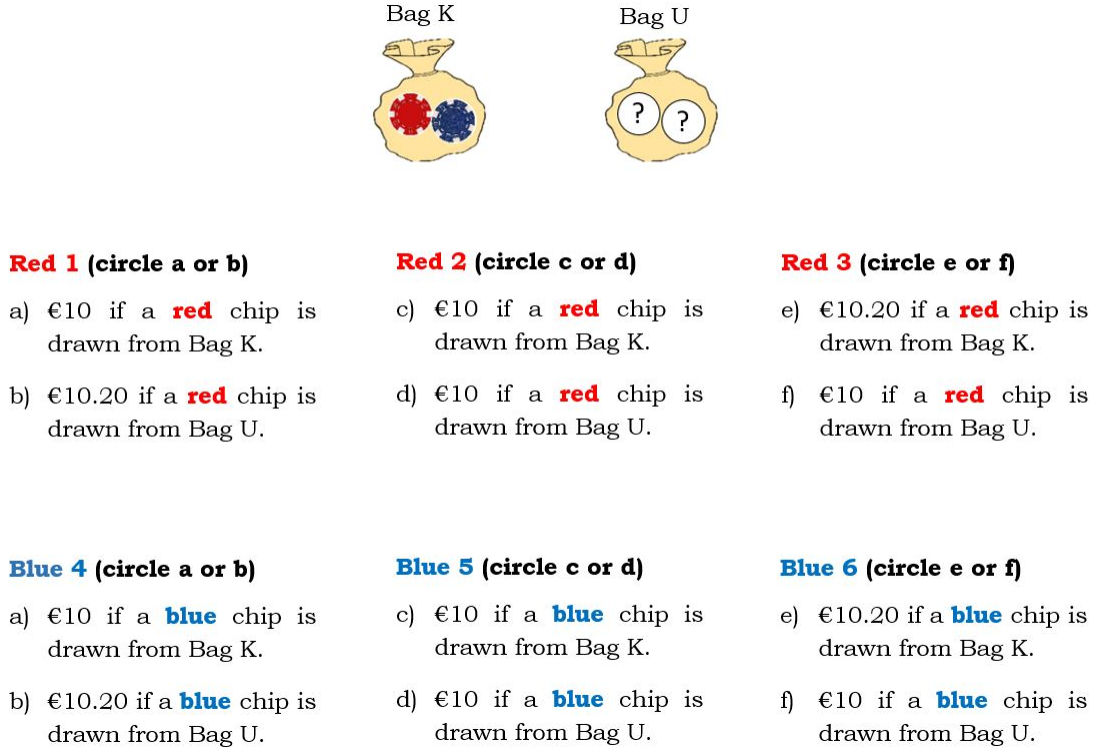 Bag K
Bag U
?
?
Red 1 (circle a or b)
a) €10 if a red chip is
drawn from Bag K.
b) €10.20 if a red chip is
drawn from Bag U.
Red 2 (circle c or d)
c) €10 if a red chip is
drawn from Bag K.
d) €10 if a red chip is
drawn from Bag U.
Red 3 (circle e or f)
e) €10.20 if a red chip is
drawn from Bag K.
f) €10 if a red chip is
drawn from Bag U.
Blue 4 (circle a or b)
a) €10 if a blue chip is
drawn from Bag K.
b) €10.20 if a blue chip is
drawn from Bag U.
Blue 5 (circle c or d)
c) €10 if a blue chip is
drawn from Bag K.
d) €10 if a blue chip is
drawn from Bag U.
Blue 6 (circle e or f)
e) €10.20 if a blue chip is
drawn from Bag K.
f) €10 if a blue chip is
drawn from Bag U.